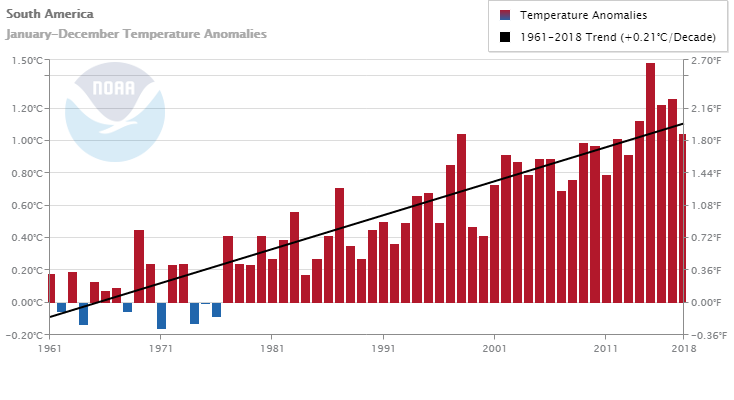 South America
January–December Temperature Anomalies
Temperature Anomalies
1961–2018 Trend (+0.21°C/Decade)
NOAA
1.50°C
1.20°C
1.00°C
0.80°C
0.60°C
0.40°C
0.20°C
0.00°C
-0.20°C
2.70°F
2.16°F
1.80°F
1.44°F
1.08°F
0.72°F
0.36°F
0.00°F
-0.36°F
1961 1971 1981 1991 2001 2011 2018